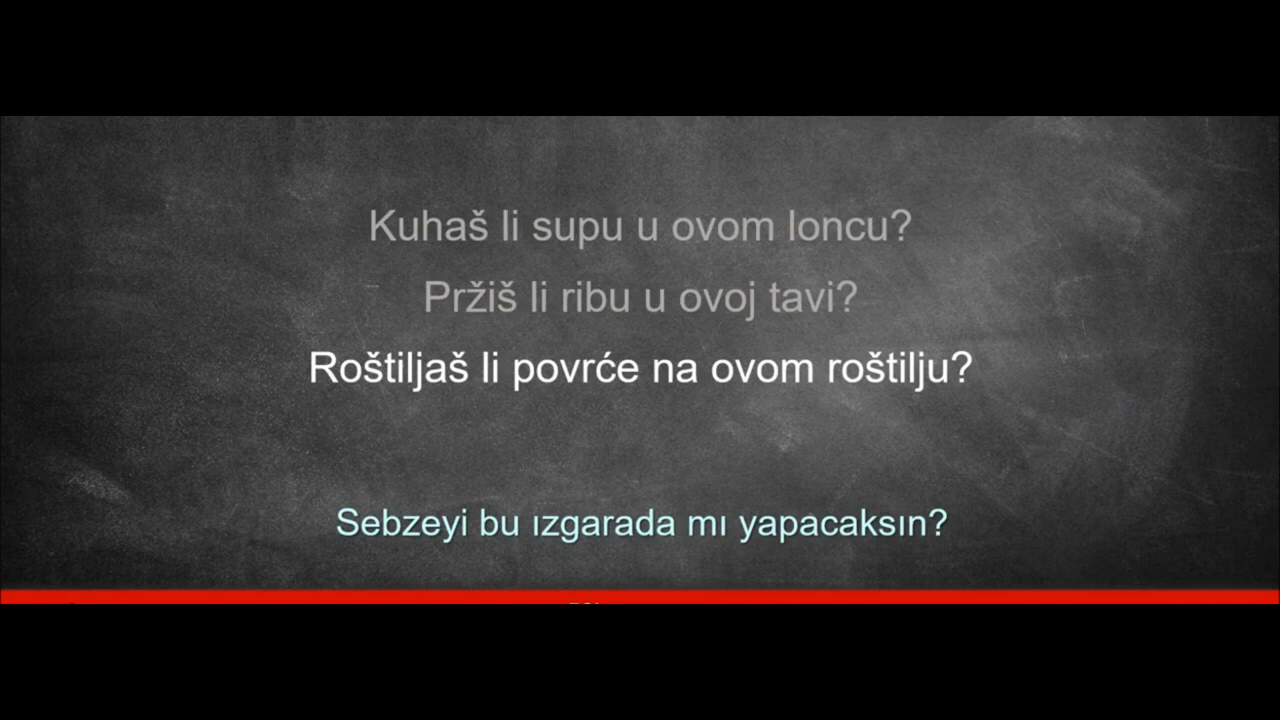 Kuhaš li supu u ovom loncu?
Pržiš li ribu u ovoj tavi?
Roštiljaš li povrće na ovom roštilju?
Sebzeyi bu ızgarada mı yapacaksın?